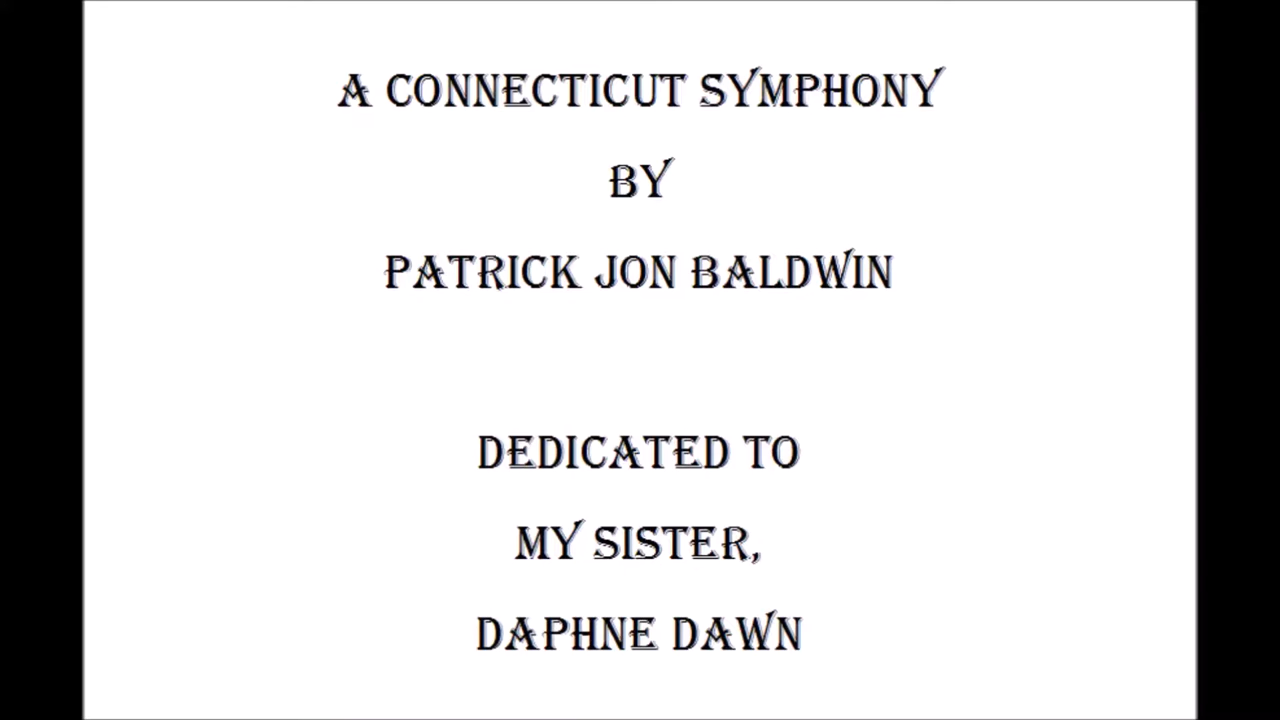 A CONNECTICUT SYMPHONY
BY
PATRICK JON BALDWIN
DEDICATED TO
MY SISTER,
DAPHNE DAWN